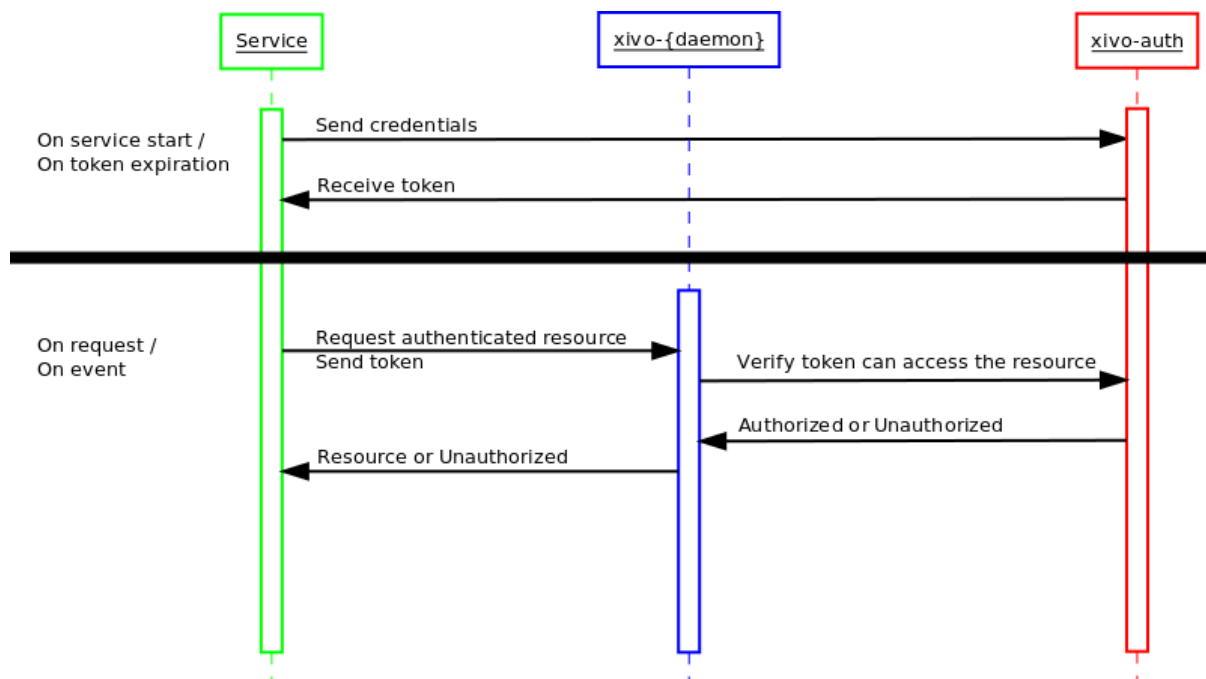 Service
xivo-{daemon}
xivo-auth
Send credentials
On service start /
On token expiration
Receive token
Request authenticated resource
Send token
On request /
On event
Verify token can access the resource
Authorized or Unauthorized
Resource or Unauthorized